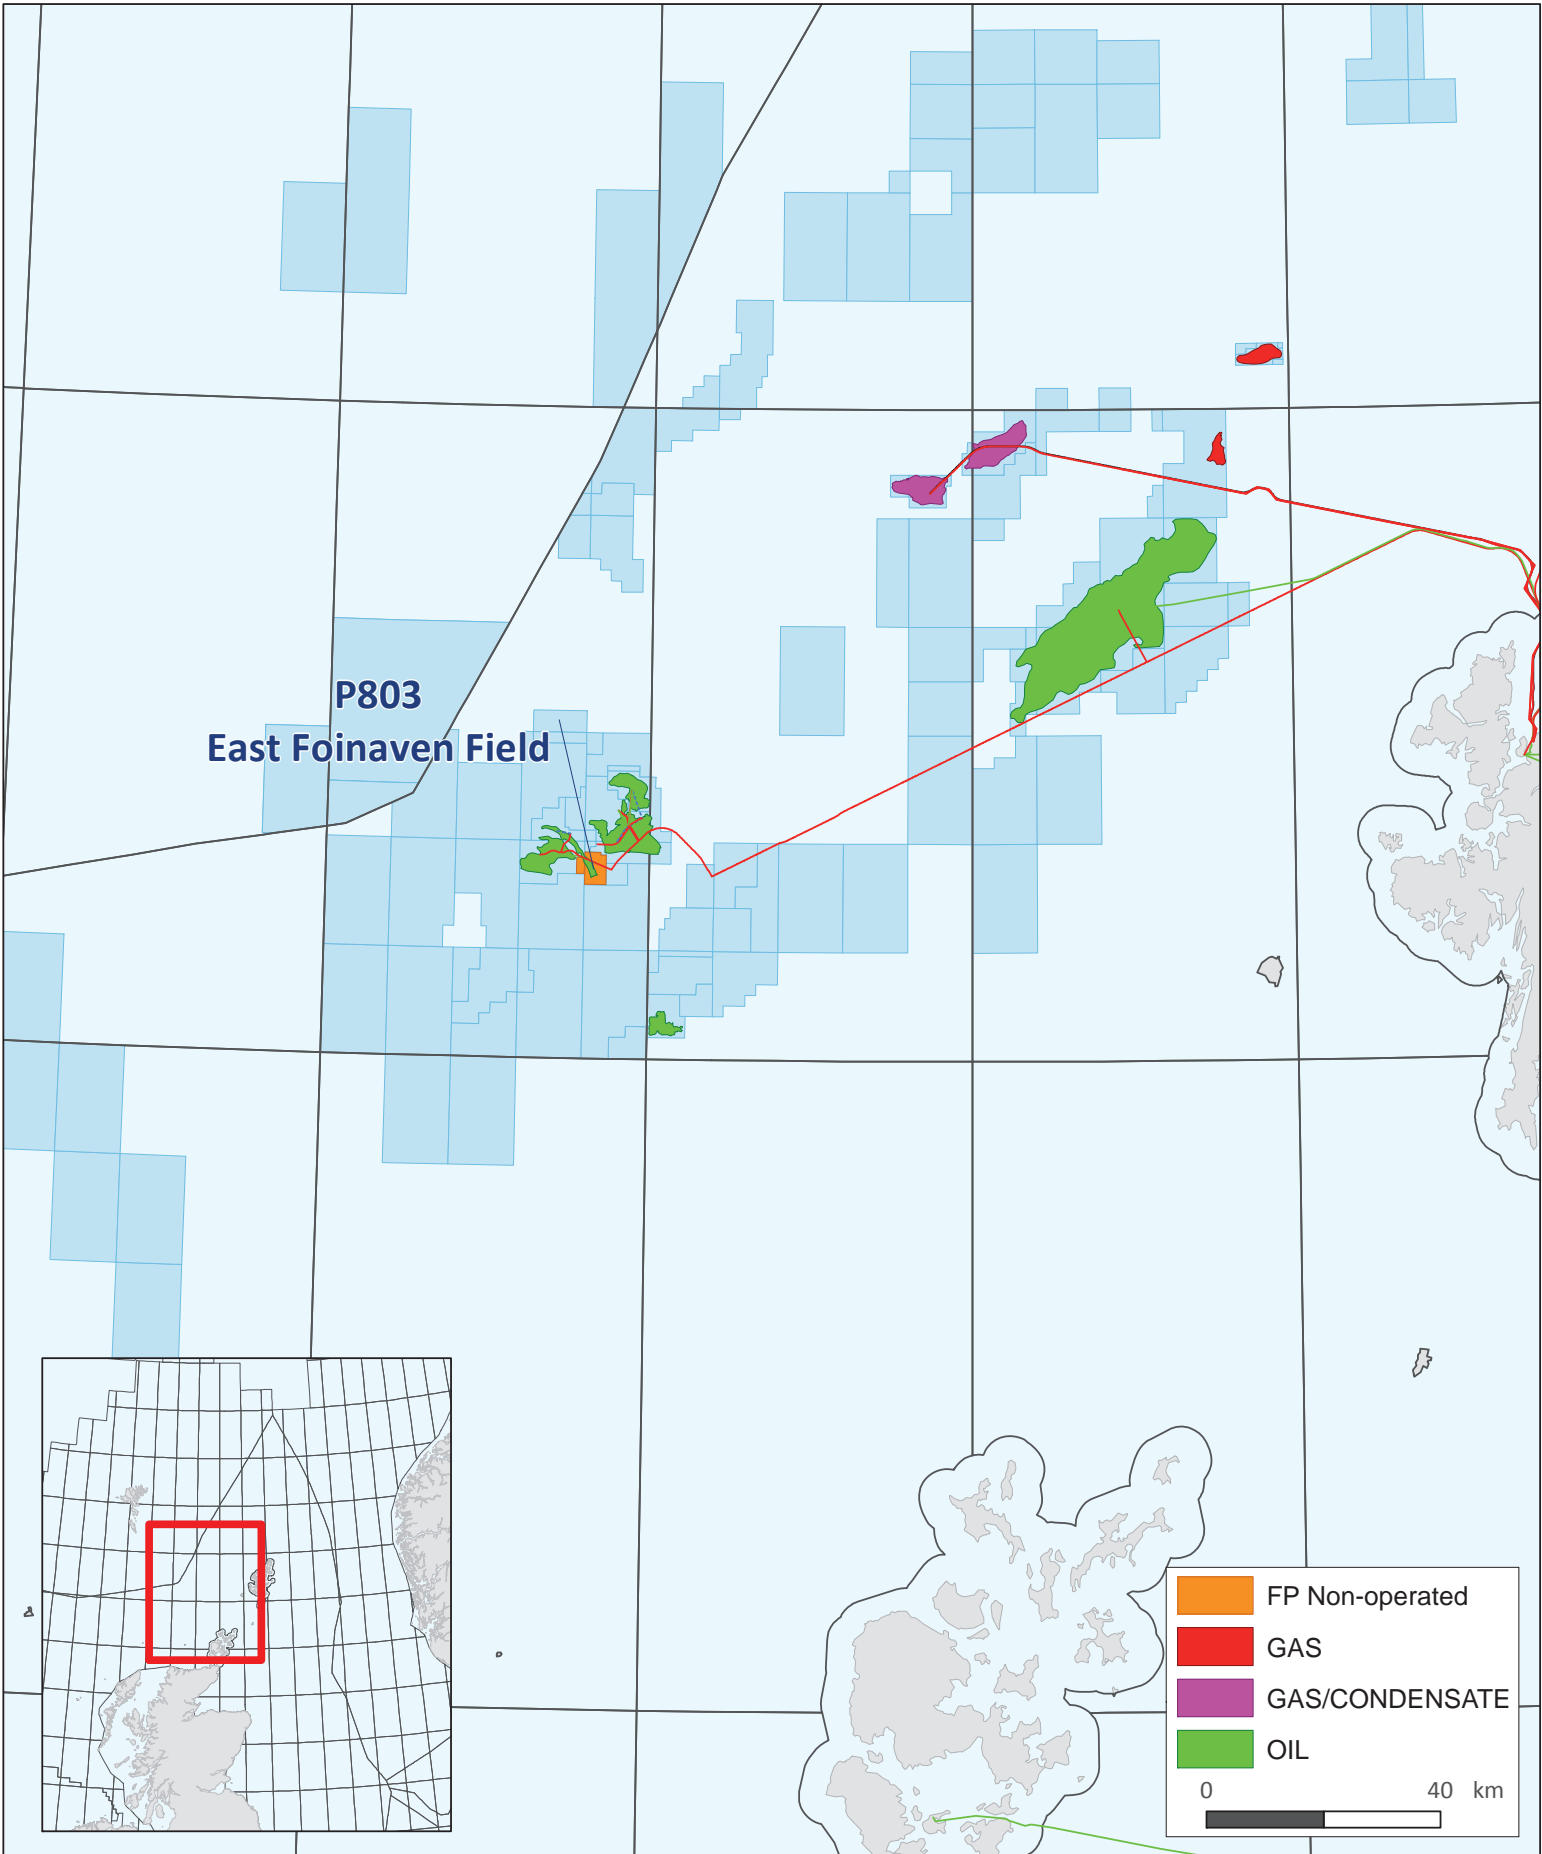 P803
East Foinaven Field
FP Non-operated
GAS
GAS/CONDENSATE
OIL
0 40 km